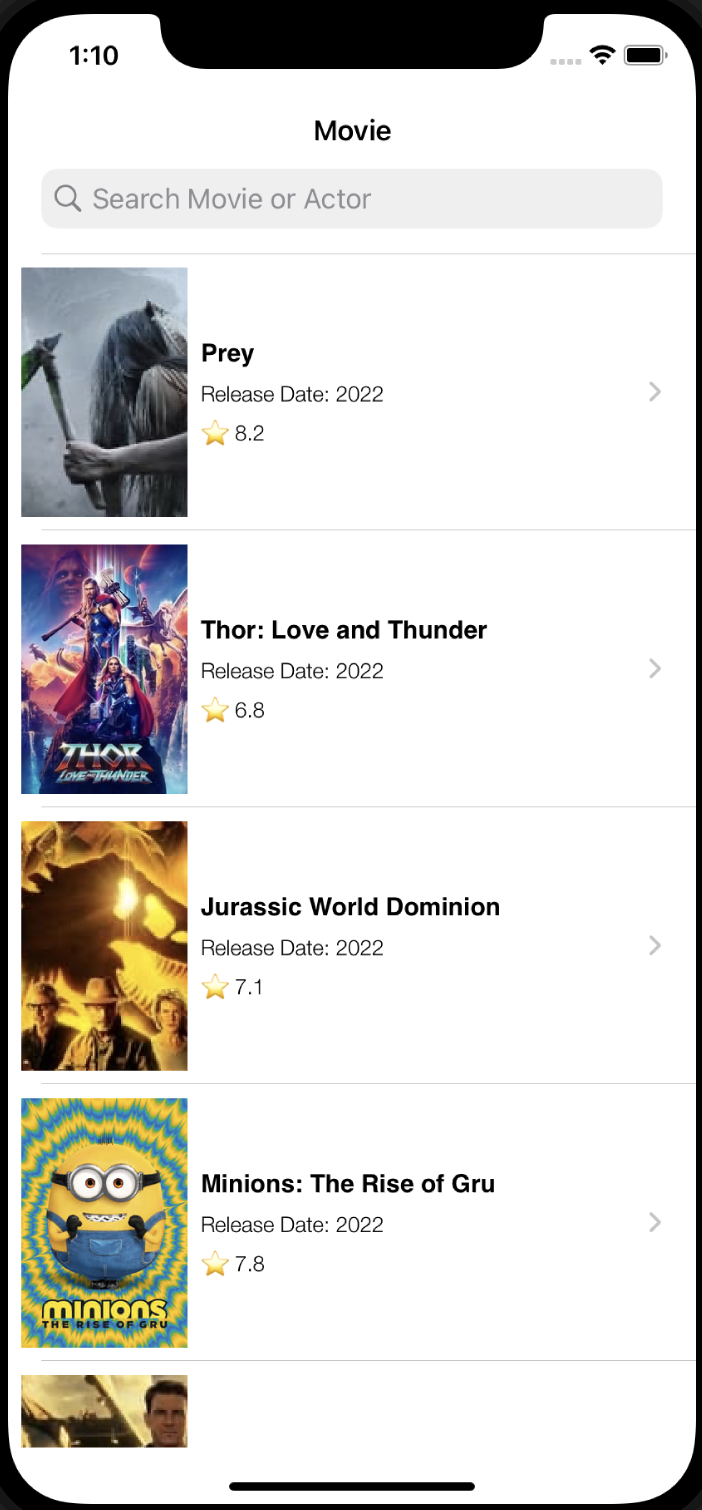 1:10
Movie
Search Movie or Actor
Prey
Release Date: 2022
⭐ 8.2
Thor: Love and Thunder
Release Date: 2022
⭐ 6.8
THOR
LOVE AND THUNDER
Jurassic World Dominion
Release Date: 2022
⭐ 7.1
Minions: The Rise of Gru
Release Date: 2022
⭐ 7.8
MINIONS
THE RISE OF GRU